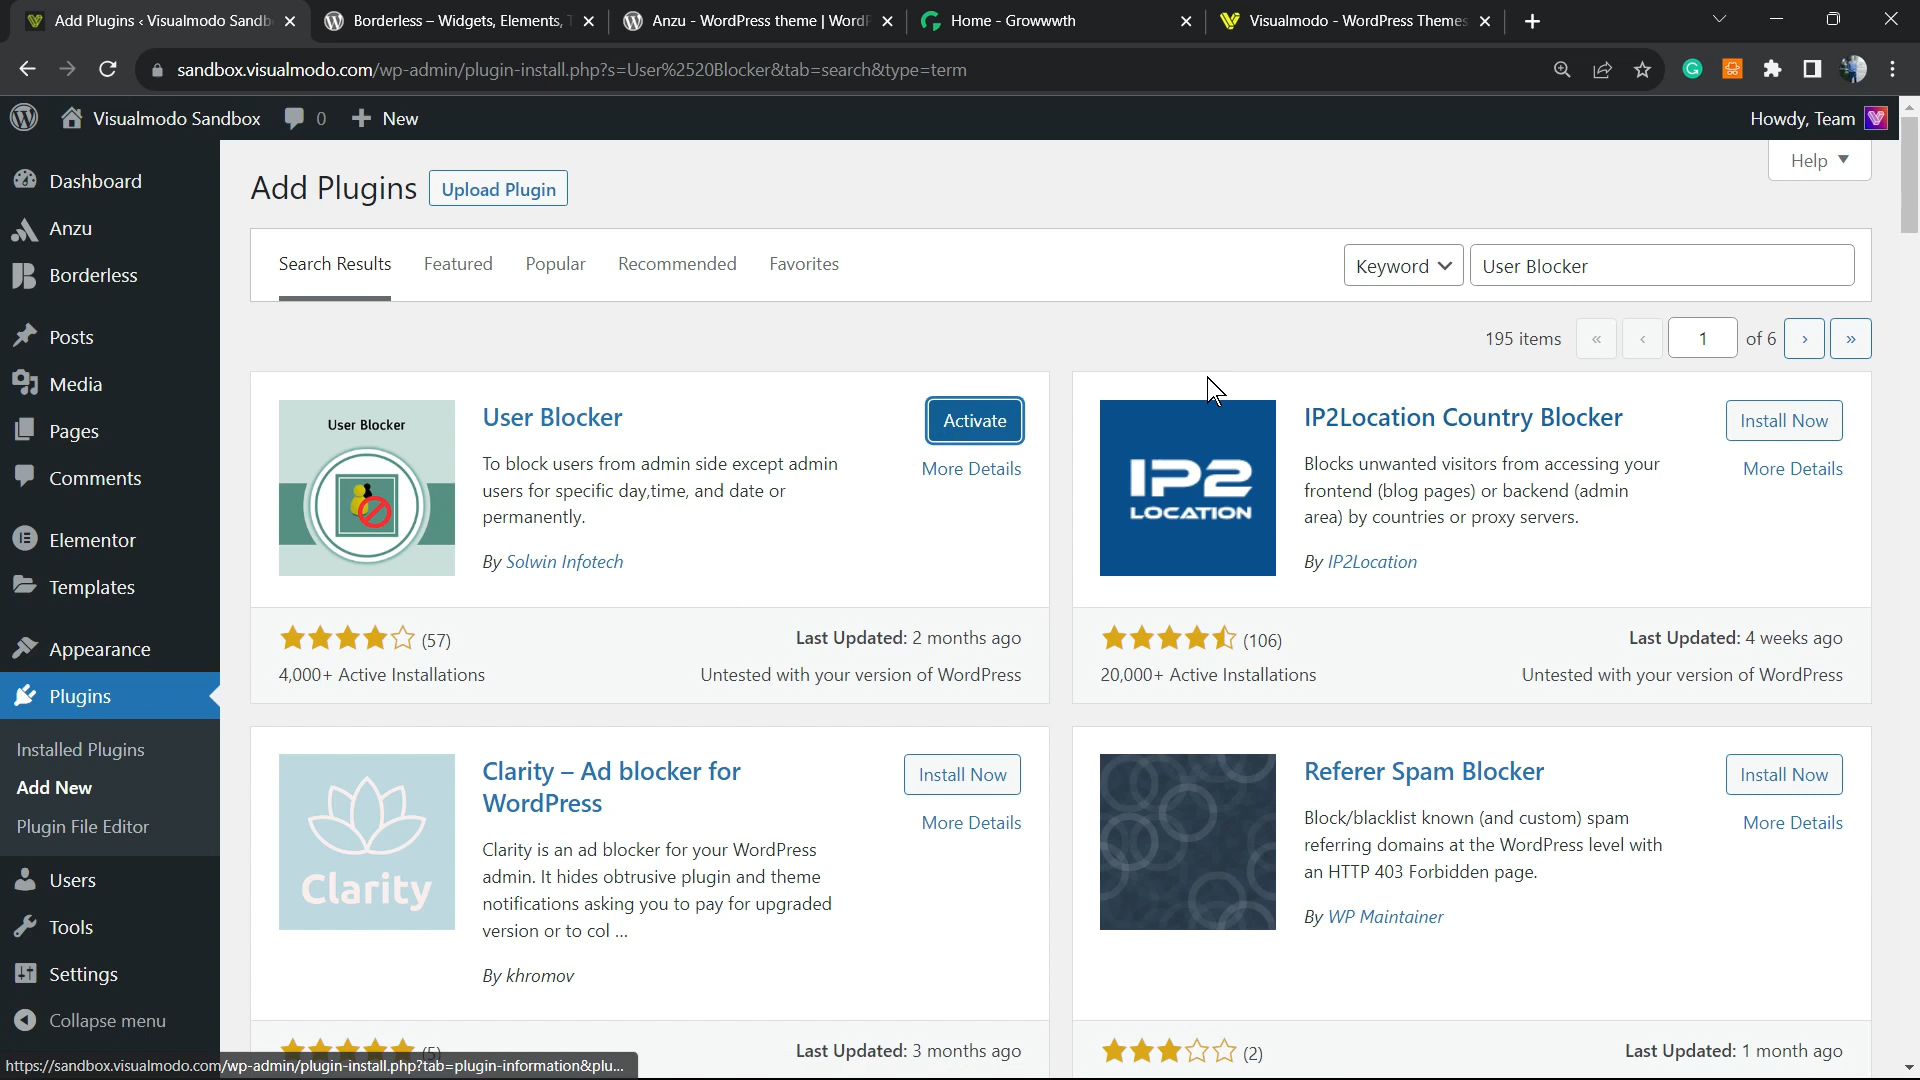 Add Plugins ‹ Visualmodo Sandb
Borderless – Widgets, Elements, T
Anzu - WordPress theme | WordP
Home - Growwwth
Visualmodo - WordPress Themes
sandbox.visualmodo.com/wp-admin/plugin-install.php?s=User%2520Blocker&tab=search&type=term
Visualmodo Sandbox
0
New
Howdy, Team
Dashboard
Anzu
Borderless
Posts
Media
Pages
Comments
Elementor
Templates
Appearance
Plugins
Installed Plugins
Add New
Plugin File Editor
Users
Tools
Settings
Collapse menu
Help
Add Plugins
Upload Plugin
Search Results
Featured
Popular
Recommended
Favorites
Keyword
User Blocker
195 items
«
‹
1
of 6
›
»
User Blocker
User Blocker
Activate
More Details
To block users from admin side except admin
users for specific day,time, and date or
permanently.
By Solwin Infotech
(57)
4,000+ Active Installations
Last Updated: 2 months ago
Untested with your version of WordPress
IP2
LOCATION
IP2Location Country Blocker
Install Now
More Details
Blocks unwanted visitors from accessing your
frontend (blog pages) or backend (admin
area) by countries or proxy servers.
By IP2Location
(106)
20,000+ Active Installations
Last Updated: 4 weeks ago
Untested with your version of WordPress
Clarity
Clarity – Ad blocker for
WordPress
Install Now
More Details
Clarity is an ad blocker for your WordPress
admin. It hides obtrusive plugin and theme
notifications asking you to pay for upgraded
version or to col ...
By khromov
(5)
Last Updated: 3 months ago
Referer Spam Blocker
Install Now
More Details
Block/blacklist known (and custom) spam
referring domains at the WordPress level with
an HTTP 403 Forbidden page.
By WP Maintainer
(2)
Last Updated: 1 month ago
https://sandbox.visualmodo.com/wp-admin/plugin-install.php?tab=plugin-information&plu...